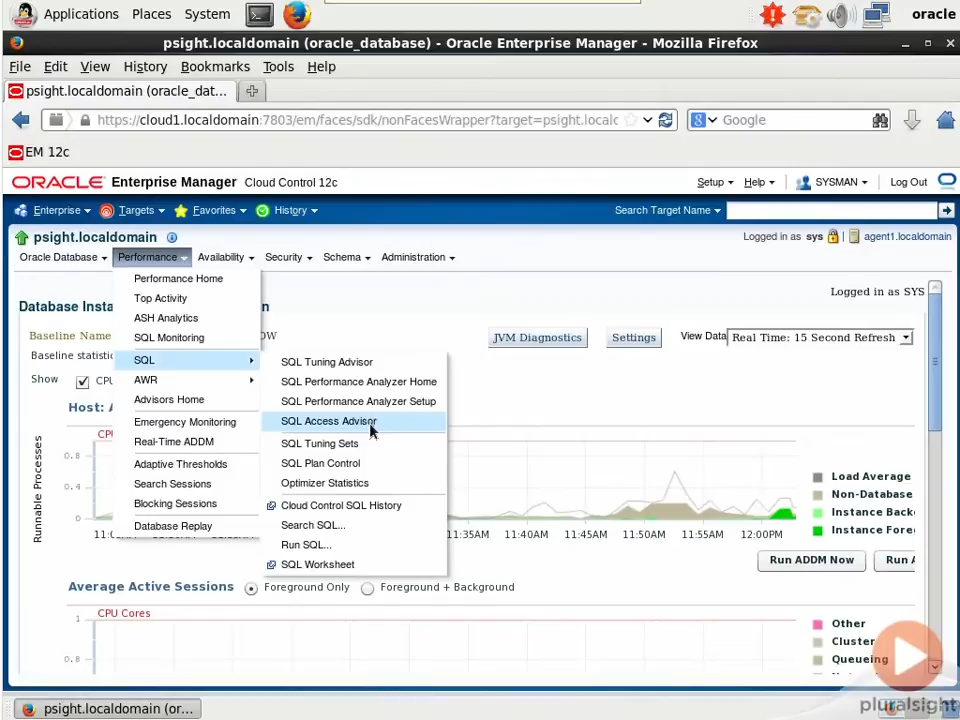 Applications Places System oracle
psight.localdomain (oracle_database) - Oracle Enterprise Manager - Mozilla Firefox
File Edit View History Bookmarks Tools Help
psight.localdomain (oracle_dat...
https://cloud1.localdomain:7803/em/faces/sdk/nonFacesWrapper?target=psight.localc Google
EM 12c
ORACLE Enterprise Manager Cloud Control 12c Setup Help SYSMAN Log Out
Enterprise Targets Favorites History Search Target Name
psight.localdomain Logged in as sys agent1.localdomain
Oracle Database Performance Availability Security Schema Administration
Performance Home
Logged in as SYS
Top Activity
Database Inst
ASH Analytics
Baseline Name OW JVM Diagnostics Settings View Data Real Time: 15 Second Refresh
SQL Monitoring
Baseline statistic
SQL SQL Tuning Advisor
Show CPU
AWR SQL Performance Analyzer Home
Advisors Home SQL Performance Analyzer Setup
Host: A
Emergency Monitoring SQL Access Advisor
CP
Real-Time ADDM SQL Tuning Sets
0.8
Adaptive Thresholds SQL Plan Control
Load Average
Search Sessions Optimizer Statistics
0.4 Non-Database
Blocking Sessions Cloud Control SQL History
Instance Back
0
Database Replay Search SQL...
Instance Fore
11:40AM 11:45AM 11:50AM 11:55AM 12:00PM
Runnable Processes
Run SQL...
Run ADDM Now Run A
SQL Worksheet
Average Active Sessions Foreground Only Foreground + Background
CPU Cores
1 Other
Cluster
0.8 Queueing
pluralsight
psight.localdomain (or...